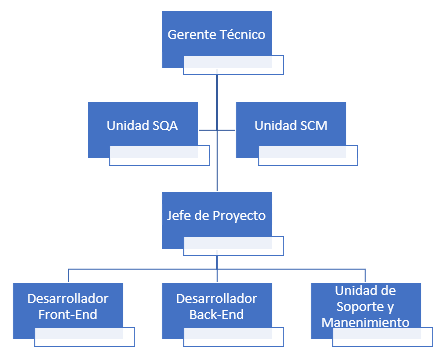 Gerente Técnico
Unidad SQA
Unidad SCM
Jefe de Proyecto
Desarrollador
Front-End
Desarrollador
Back-End
Unidad de
Soporte y
Manenimiento